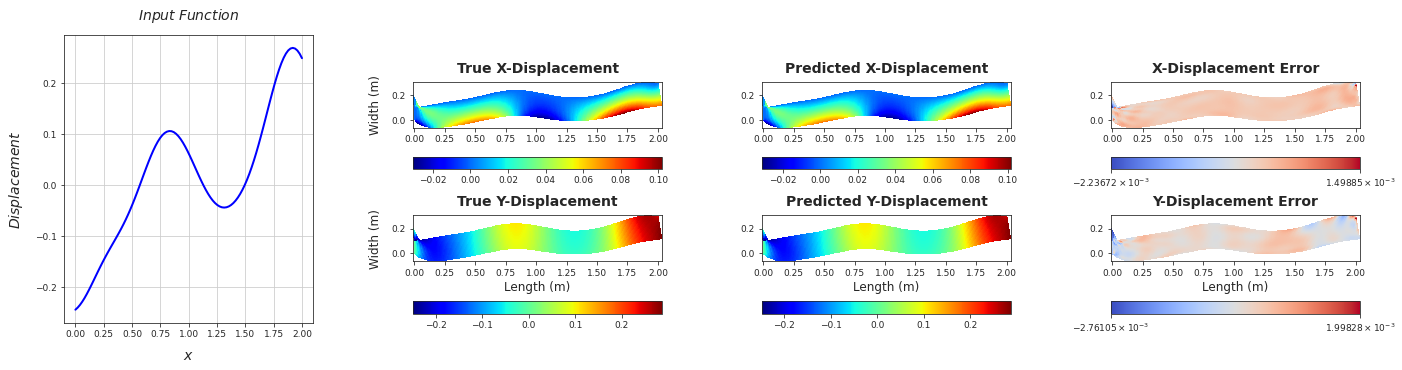 Input Function
Displacement
0.2
0.1
0.0
−0.1
−0.2
0.00 0.25 0.50 0.75 1.00 1.25 1.50 1.75 2.00
x
True X-Displacement
Width (m)
0.2
0.0
0.00 0.25 0.50 0.75 1.00 1.25 1.50 1.75 2.00
−0.02 0.00 0.02 0.04 0.06 0.08 0.10
Predicted X-Displacement
0.2
0.0
0.00 0.25 0.50 0.75 1.00 1.25 1.50 1.75 2.00
−0.02 0.00 0.02 0.04 0.06 0.08 0.10
X-Displacement Error
0.2
0.0
0.00 0.25 0.50 0.75 1.00 1.25 1.50 1.75 2.00
−2.23672 × 10⁻³ 1.49885 × 10⁻³
True Y-Displacement
Width (m)
0.2
0.0
0.00 0.25 0.50 0.75 1.00 1.25 1.50 1.75 2.00
Length (m)
−0.2 −0.1 0.0 0.1 0.2
Predicted Y-Displacement
0.2
0.0
0.00 0.25 0.50 0.75 1.00 1.25 1.50 1.75 2.00
Length (m)
−0.2 −0.1 0.0 0.1 0.2
Y-Displacement Error
0.2
0.0
0.00 0.25 0.50 0.75 1.00 1.25 1.50 1.75 2.00
Length (m)
−2.76105 × 10⁻³ 1.99828 × 10⁻³